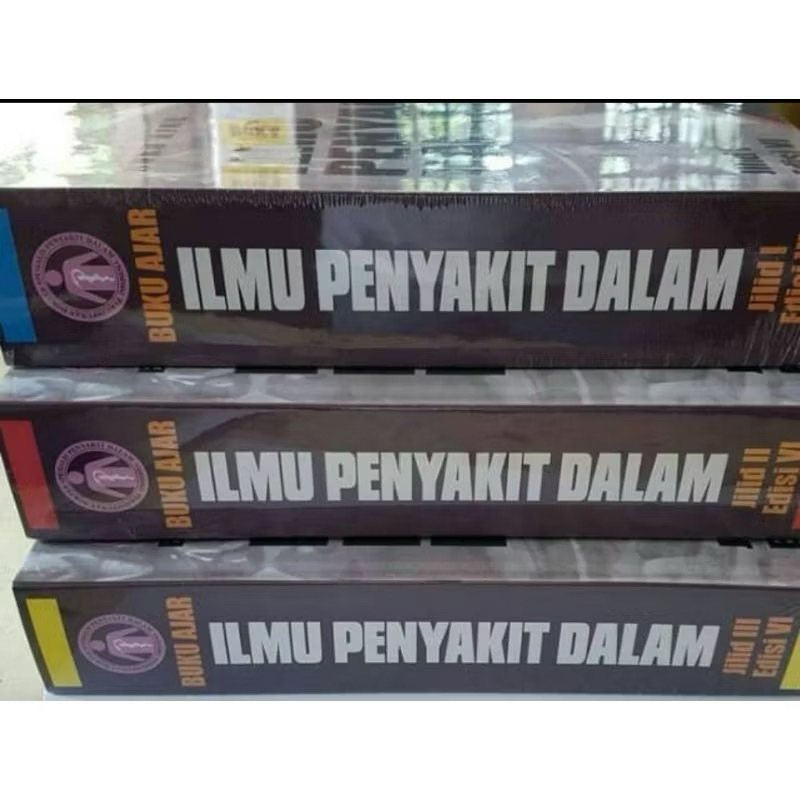 BUKU AJAR
ILMU PENYAKIT DALAM
Jilid I
BUKU AJAR
ILMU PENYAKIT DALAM
Jilid II
Edisi VI
BUKU AJAR
ILMU PENYAKIT DALAM
Jilid III
Edisi VI